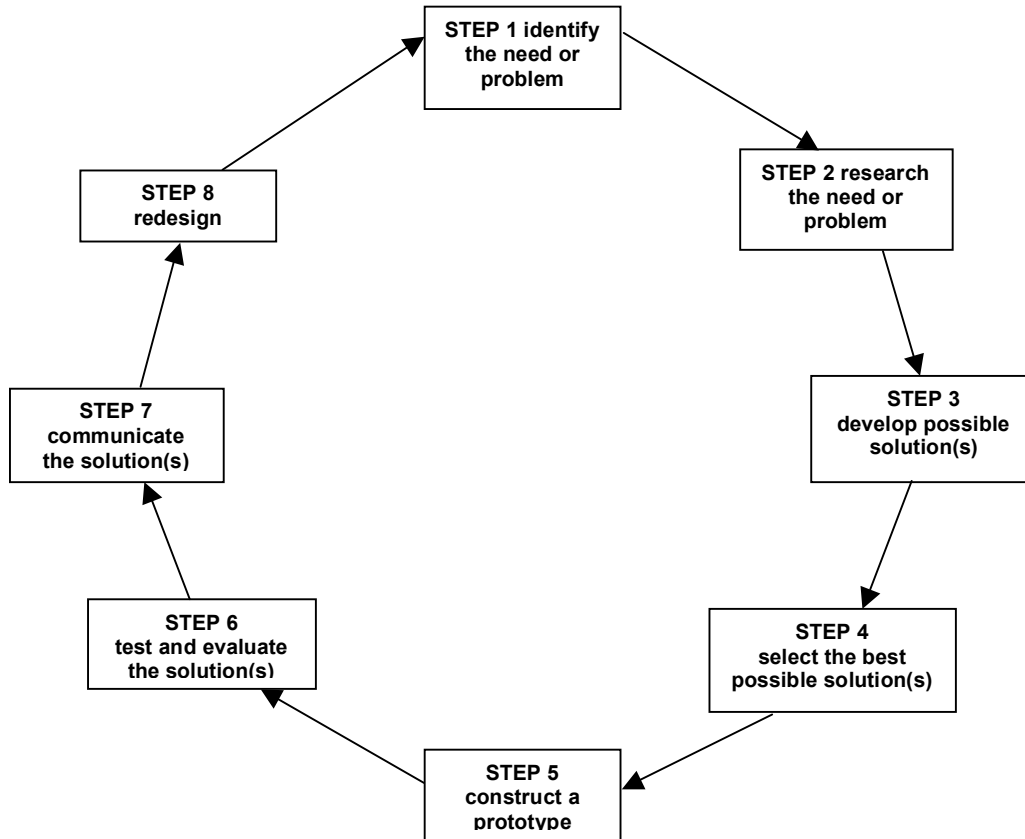 STEP 1 identify
the need or
problem
STEP 2 research
the need or
problem
STEP 3
develop possible
solution(s)
STEP 4
select the best
possible solution(s)
STEP 5
construct a
prototype
STEP 6
test and evaluate
the solution(s)
STEP 7
communicate
the solution(s)
STEP 8
redesign